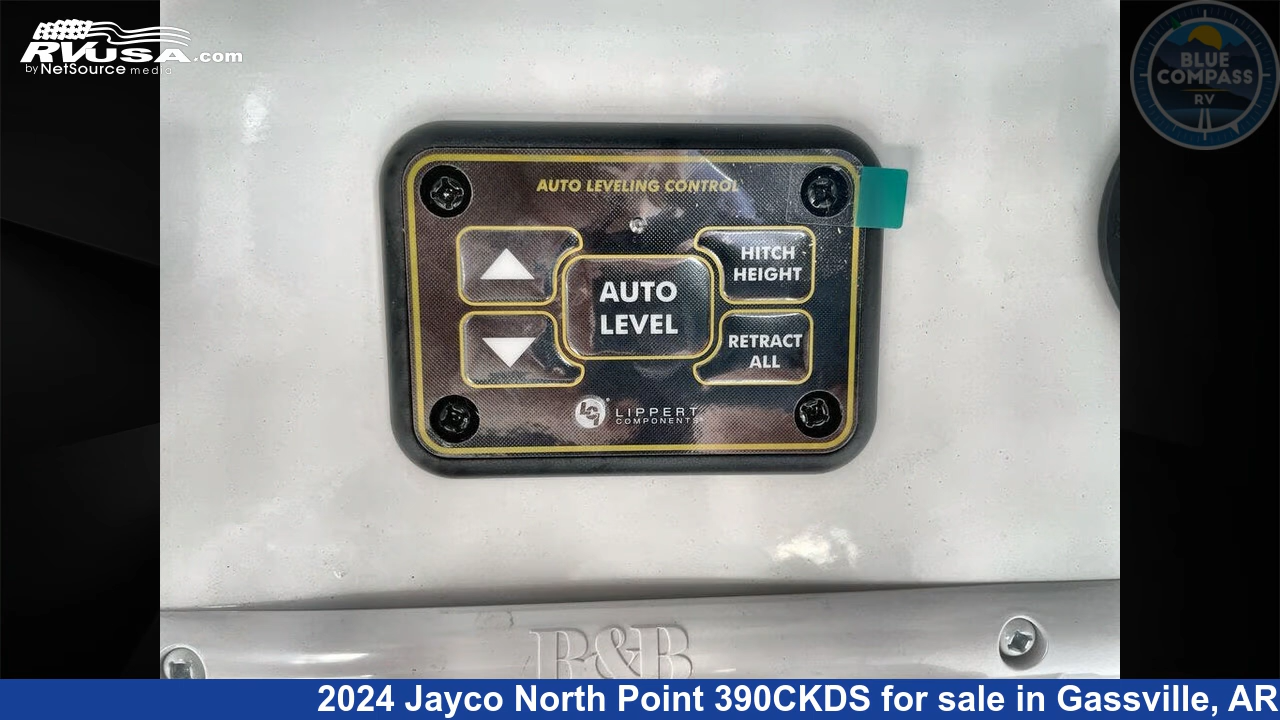 RVUSA.com
by NetSource media
BLUE
COMPASS
RV
AUTO LEVELING CONTROL
HITCH
HEIGHT
AUTO
LEVEL
RETRACT
ALL
LCI® LIPPERT
COMPONENTS
B&B
2024 Jayco North Point 390CKDS for sale in Gassville, AR